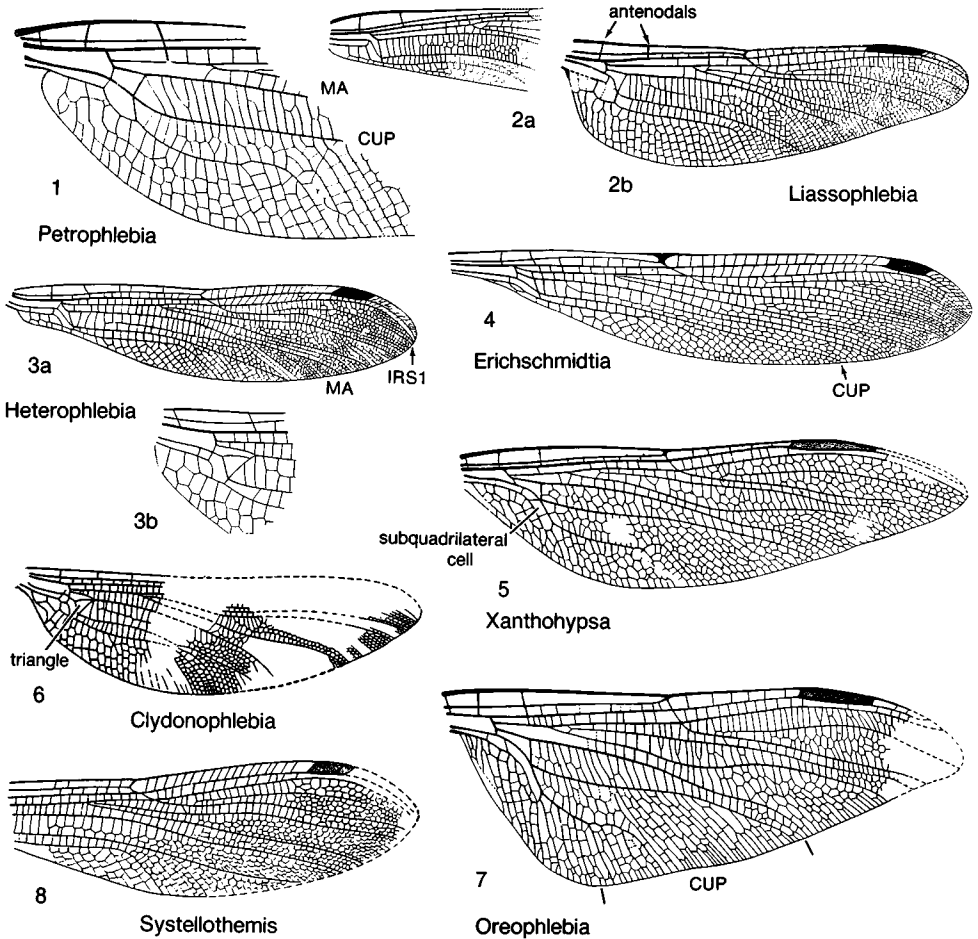 antennodals
MA
CUP
1
Petrophlebia
2a
2b
Liassophlebia
3a
MA
IRS1
Heterophlebia
3b
4
Erichschmidtia
CUP
subquadrilateral
cell
5
Xanthohypsa
triangle
6
Clydonophlebia
8
Systellothemis
7
CUP
Oreophlebia